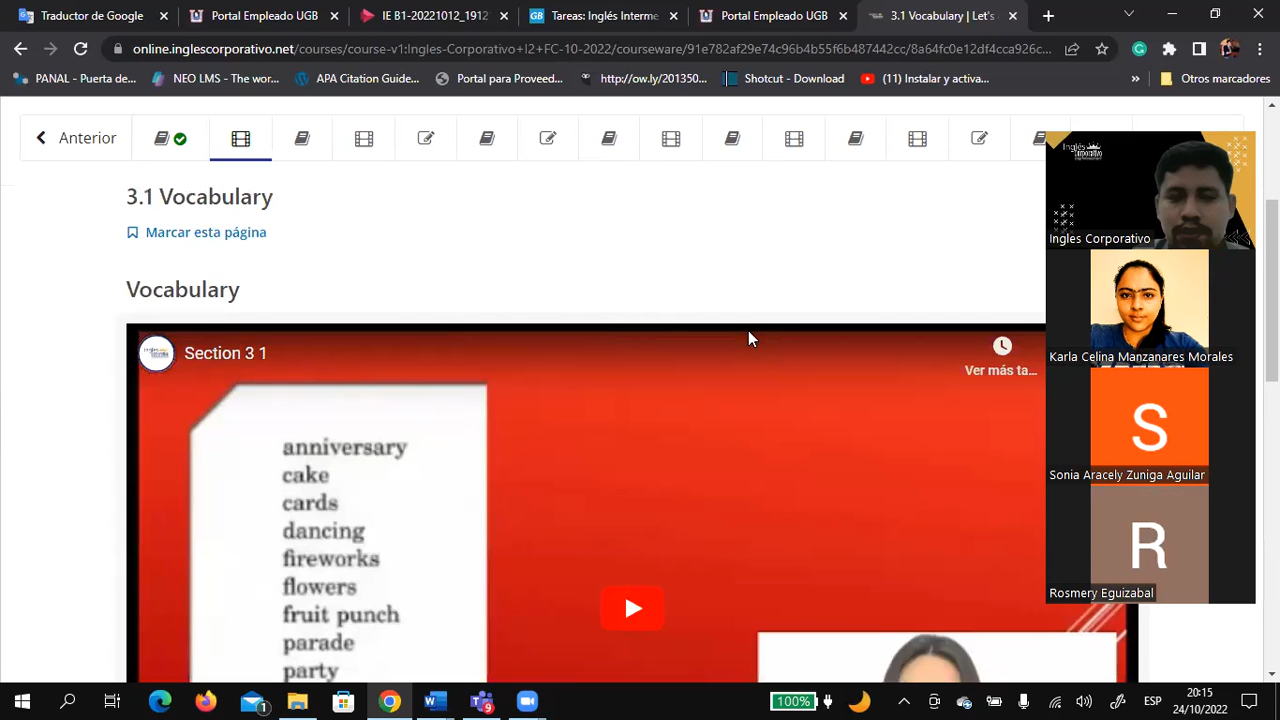 Traductor de Google
Portal Empleado UGB
IE B1-20221013_1912
Tareas: Inglés Interme
Portal Empleado UGB
3.1 Vocabulary | Let's
online.inglescorporativo.net/courses/course-v1:Ingles-Corporativo+I2+FC-10-2022/courseware/91e782af29e74c96b4b55f6b487442cc/8a64fc0e12df4cca926c...
PANAL - Puerta de...
NEO LMS - The wor...
APA Citation Guide...
Portal para Proveed...
http://ow.ly/201350...
Shotcut - Download
(11) Instalar y activa...
»
Otros marcadores
Anterior
3.1 Vocabulary
Marcar esta página
Vocabulary
Section 3 1
Ver más ta...
anniversary
cake
cards
dancing
fireworks
flowers
fruit punch
parade
party
Inglés
Corporativo
Ingles Corporativo
Karla Celina Manzanares Morales
S
Sonia Aracely Zuniga Aguilar
R
Rosmery Eguizabal
100%
ESP
20:15
24/10/2022